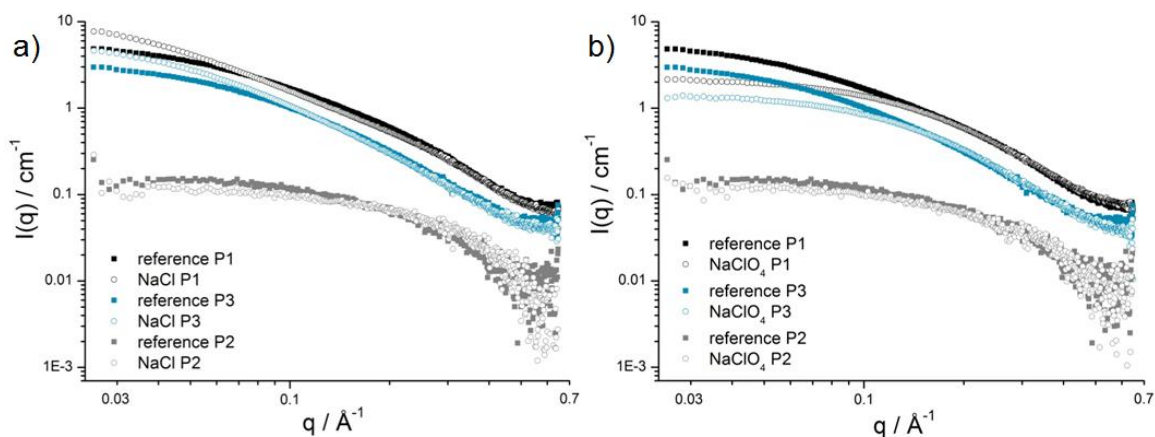 a)
10
1
0.1
0.01
1E-3
I(q) / cm⁻¹
reference P1
NaCl P1
reference P3
NaCl P3
reference P2
NaCl P2
0.03
0.1
0.7
q / Å⁻¹
b)
10
1
0.1
0.01
1E-3
I(q) / cm⁻¹
reference P1
NaClO₄ P1
reference P3
NaClO₄ P3
reference P2
NaClO₄ P2
0.03
0.1
0.7
q / Å⁻¹